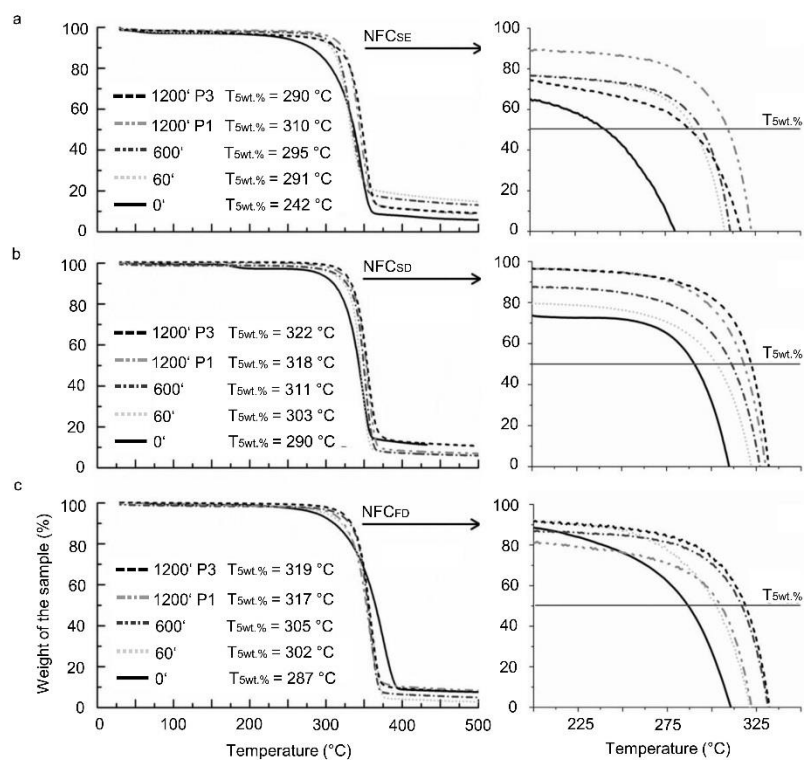 a
100
80
60
40
20
0
NFCSE
1200‘ P3 T5wt.% = 290 °C
1200‘ P1 T5wt.% = 310 °C
600‘ T5wt.% = 295 °C
60‘ T5wt.% = 291 °C
0‘ T5wt.% = 242 °C
100
80
60
40
20
0
T5wt.%
b
100
80
60
40
20
0
NFCSD
1200‘ P3 T5wt.% = 322 °C
1200‘ P1 T5wt.% = 318 °C
600‘ T5wt.% = 311 °C
60‘ T5wt.% = 303 °C
0‘ T5wt.% = 290 °C
100
80
60
40
20
0
T5wt.%
c
Weight of the sample (%)
100
80
60
40
20
0
NFCFD
1200‘ P3 T5wt.% = 319 °C
1200‘ P1 T5wt.% = 317 °C
600‘ T5wt.% = 305 °C
60‘ T5wt.% = 302 °C
0‘ T5wt.% = 287 °C
0 100 200 300 400 500
Temperature (°C)
100
80
60
40
20
0
T5wt.%
225 275 325
Temperature (°C)